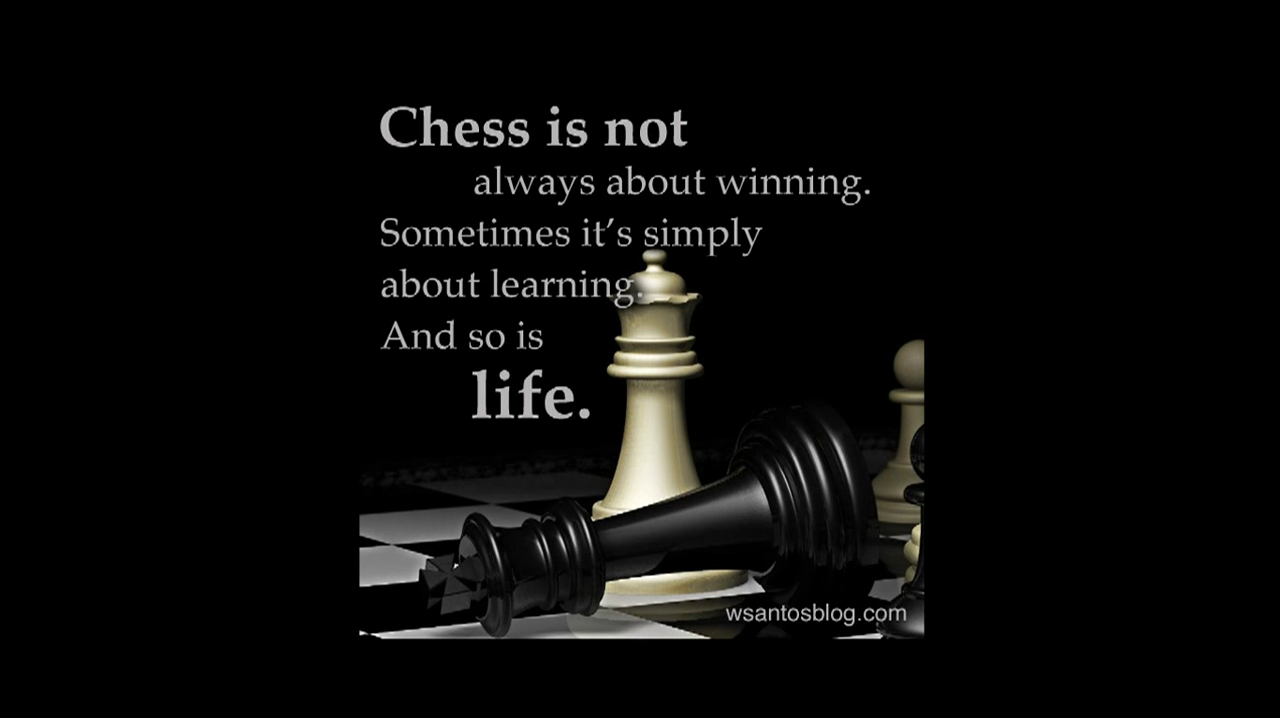 Chess is not
always about winning.
Sometimes it’s simply
about learning.
And so is
life.
wsantosblog.com